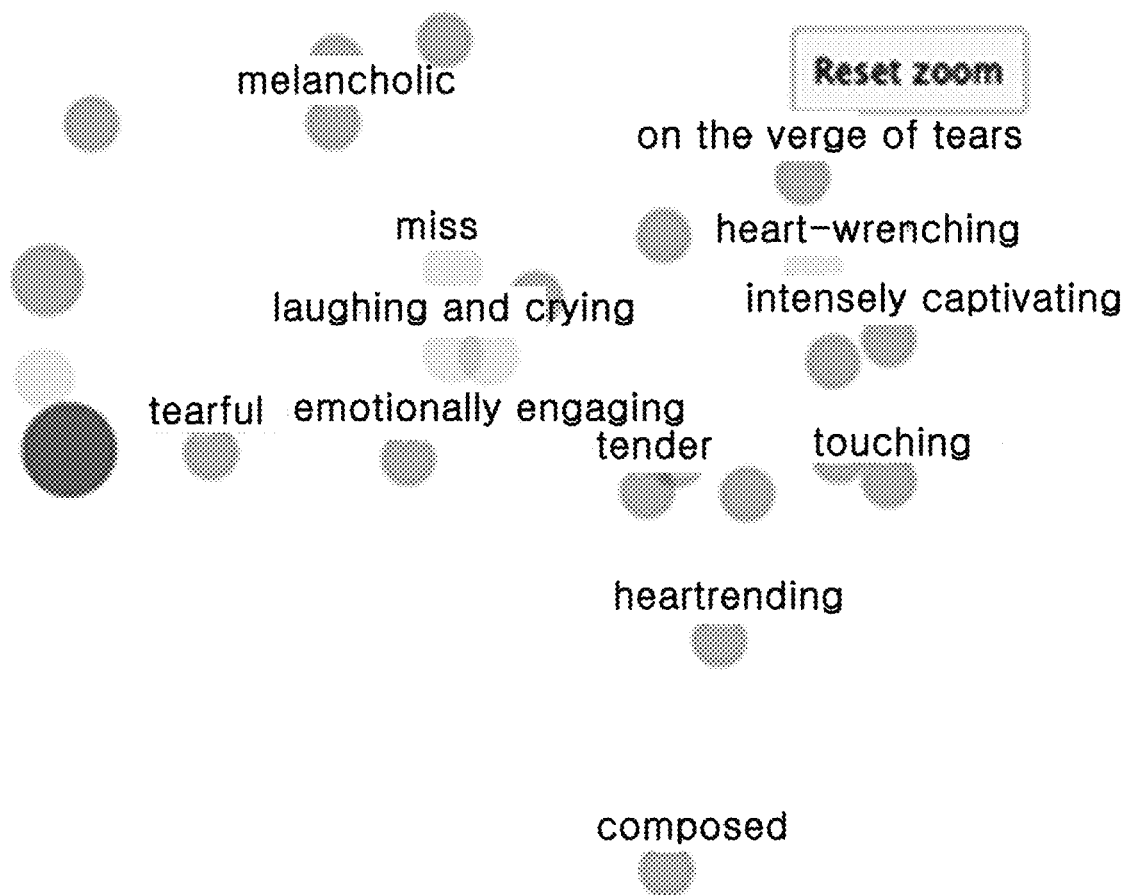 melancholic
Reset zoom
on the verge of tears
miss
heart-wrenching
laughing and crying
intensely captivating
tearful
emotionally engaging
tender
touching
heartrending
composed